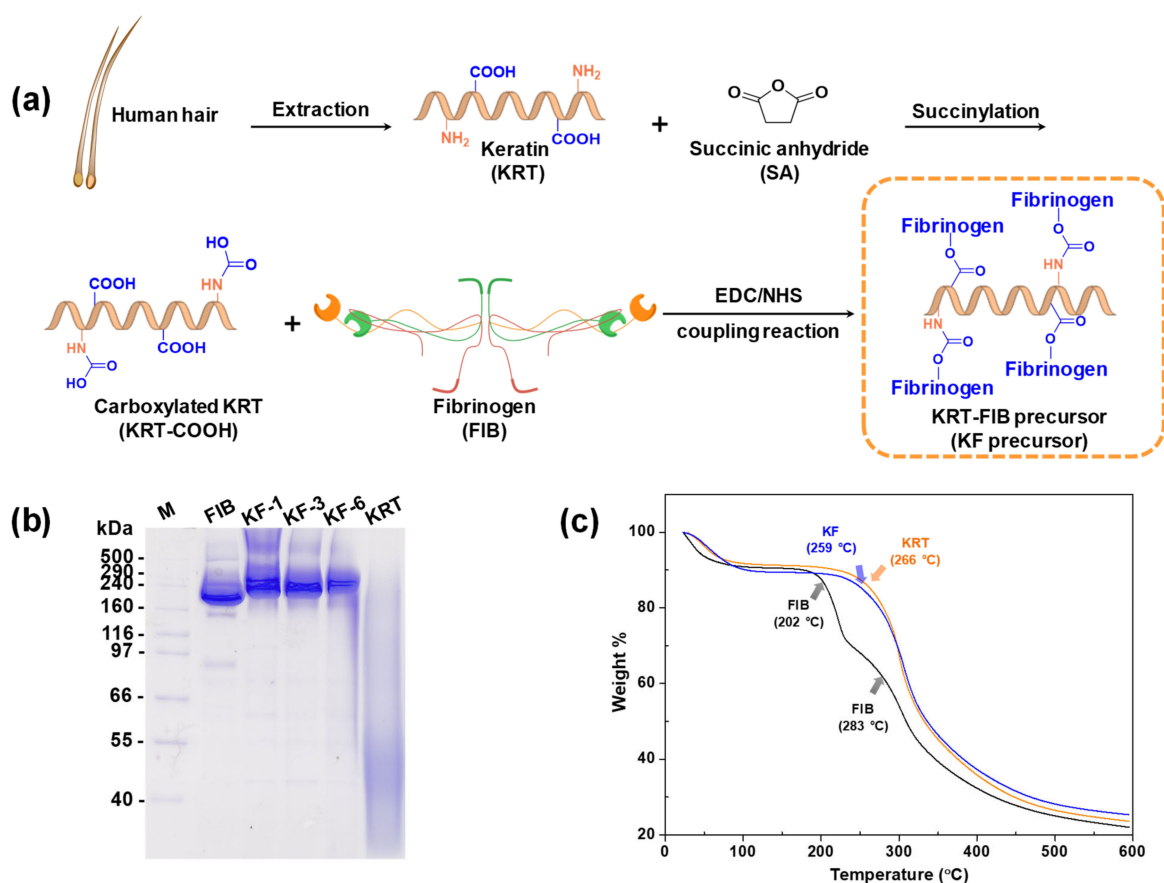 (a)
Human hair
Extraction
COOH
NH2
NH2
COOH
Keratin
(KRT)
+
O
O
O
Succinic anhydride
(SA)
Succinylation
HO
O
HN
COOH
HN
COOH
HO
O
Carboxylated KRT
(KRT-COOH)
+
Fibrinogen
(FIB)
EDC/NHS
coupling reaction
Fibrinogen
Fibrinogen
O
O
O
O
HN
HN
O
O
O
O
Fibrinogen
Fibrinogen
KRT-FIB precursor
(KF precursor)
(b)
kDa
M
FIB
KF-1
KF-3
KF-6
KRT
500 -
290 -
240 -
160 -
116 -
97 -
66 -
55 -
40 -
(c)
Weight %
100
80
60
40
20
KF
(259 °C)
KRT
(266 °C)
FIB
(202 °C)
FIB
(283 °C)
0
100
200
300
400
500
600
Temperature (°C)